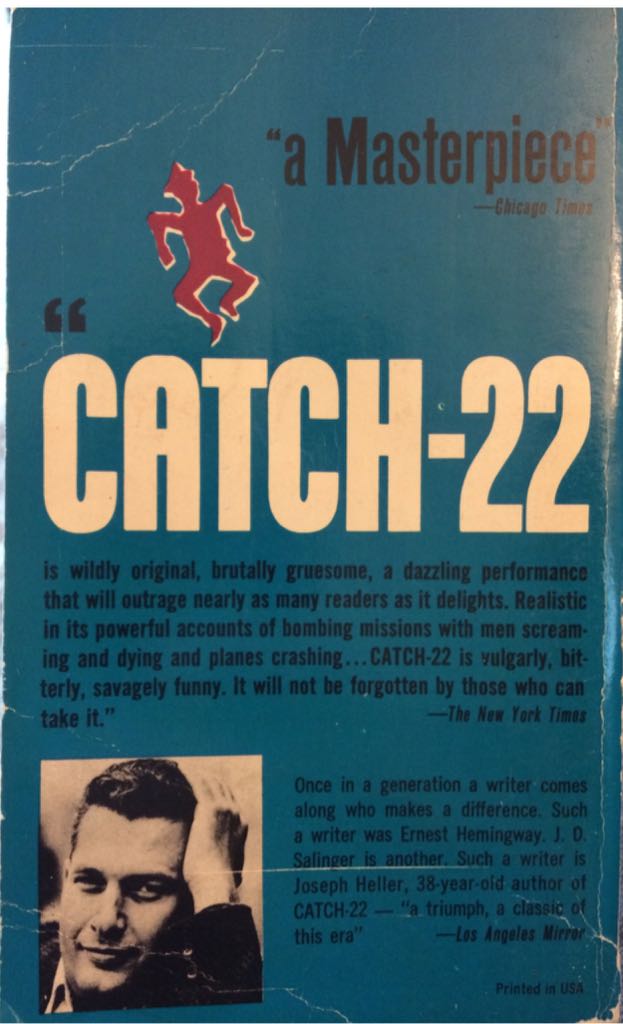 "a Masterpiece"
—Chicago Times
"
CATCH-22
is wildly original, brutally gruesome, a dazzling performance
that will outrage nearly as many readers as it delights. Realistic
in its powerful accounts of bombing missions with men scream-
ing and dying and planes crashing...CATCH-22 is vulgarly, bit-
terly, savagely funny. It will not be forgotten by those who can
take it."
—The New York Times
Once in a generation a writer comes
along who makes a difference. Such
a writer was Ernest Hemingway. J. D.
Salinger is another. Such a writer is
Joseph Heller, 38-year-old author of
CATCH-22 — "a triumph, a classic of
this era" —Los Angeles Mirror
Printed in USA